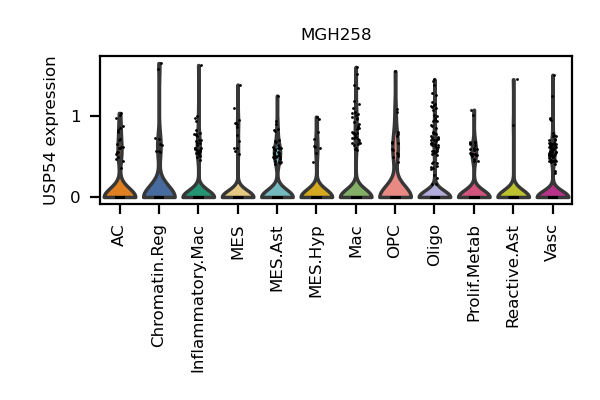 MGH258
USP54 expression
1
0
AC
Chromatin.Reg
Inflammatory.Mac
MES
MES.Ast
MES.Hyp
Mac
OPC
Oligo
Prolif.Metab
Reactive.Ast
Vasc